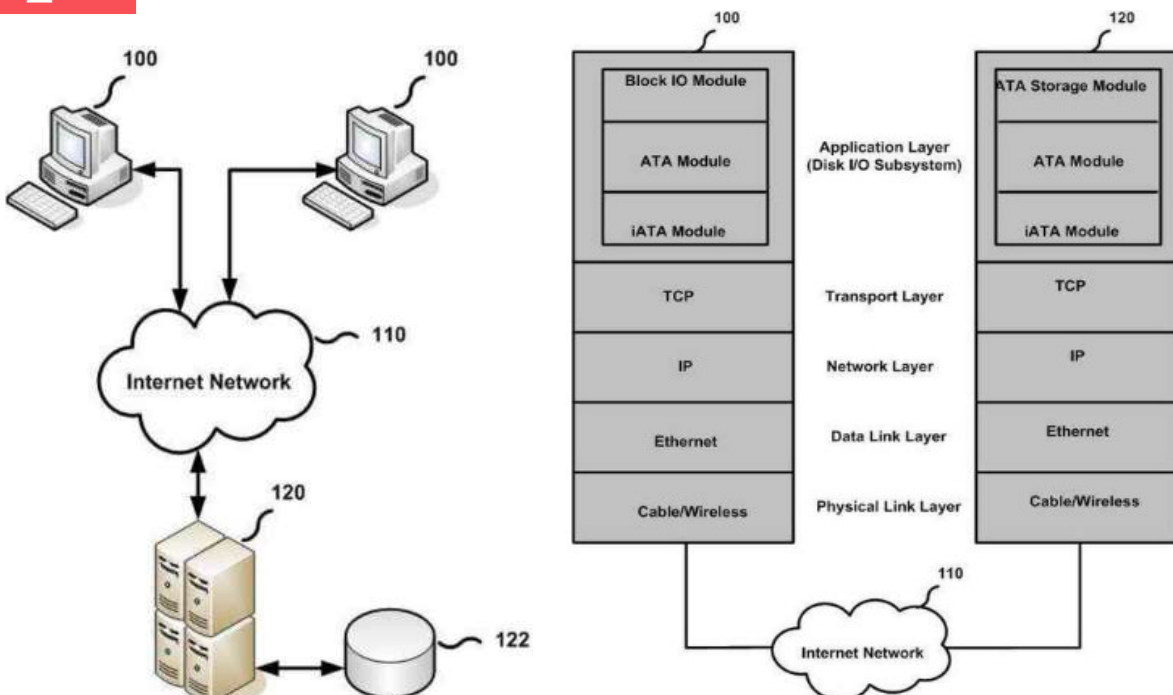 100
100
110
Internet Network
120
122
100
120
Block IO Module
ATA Module
iATA Module
TCP
IP
Ethernet
Cable/Wireless
Application Layer
(Disk I/O Subsystem)
Transport Layer
Network Layer
Data Link Layer
Physical Link Layer
ATA Storage Module
ATA Module
iATA Module
TCP
IP
Ethernet
Cable/Wireless
110
Internet Network